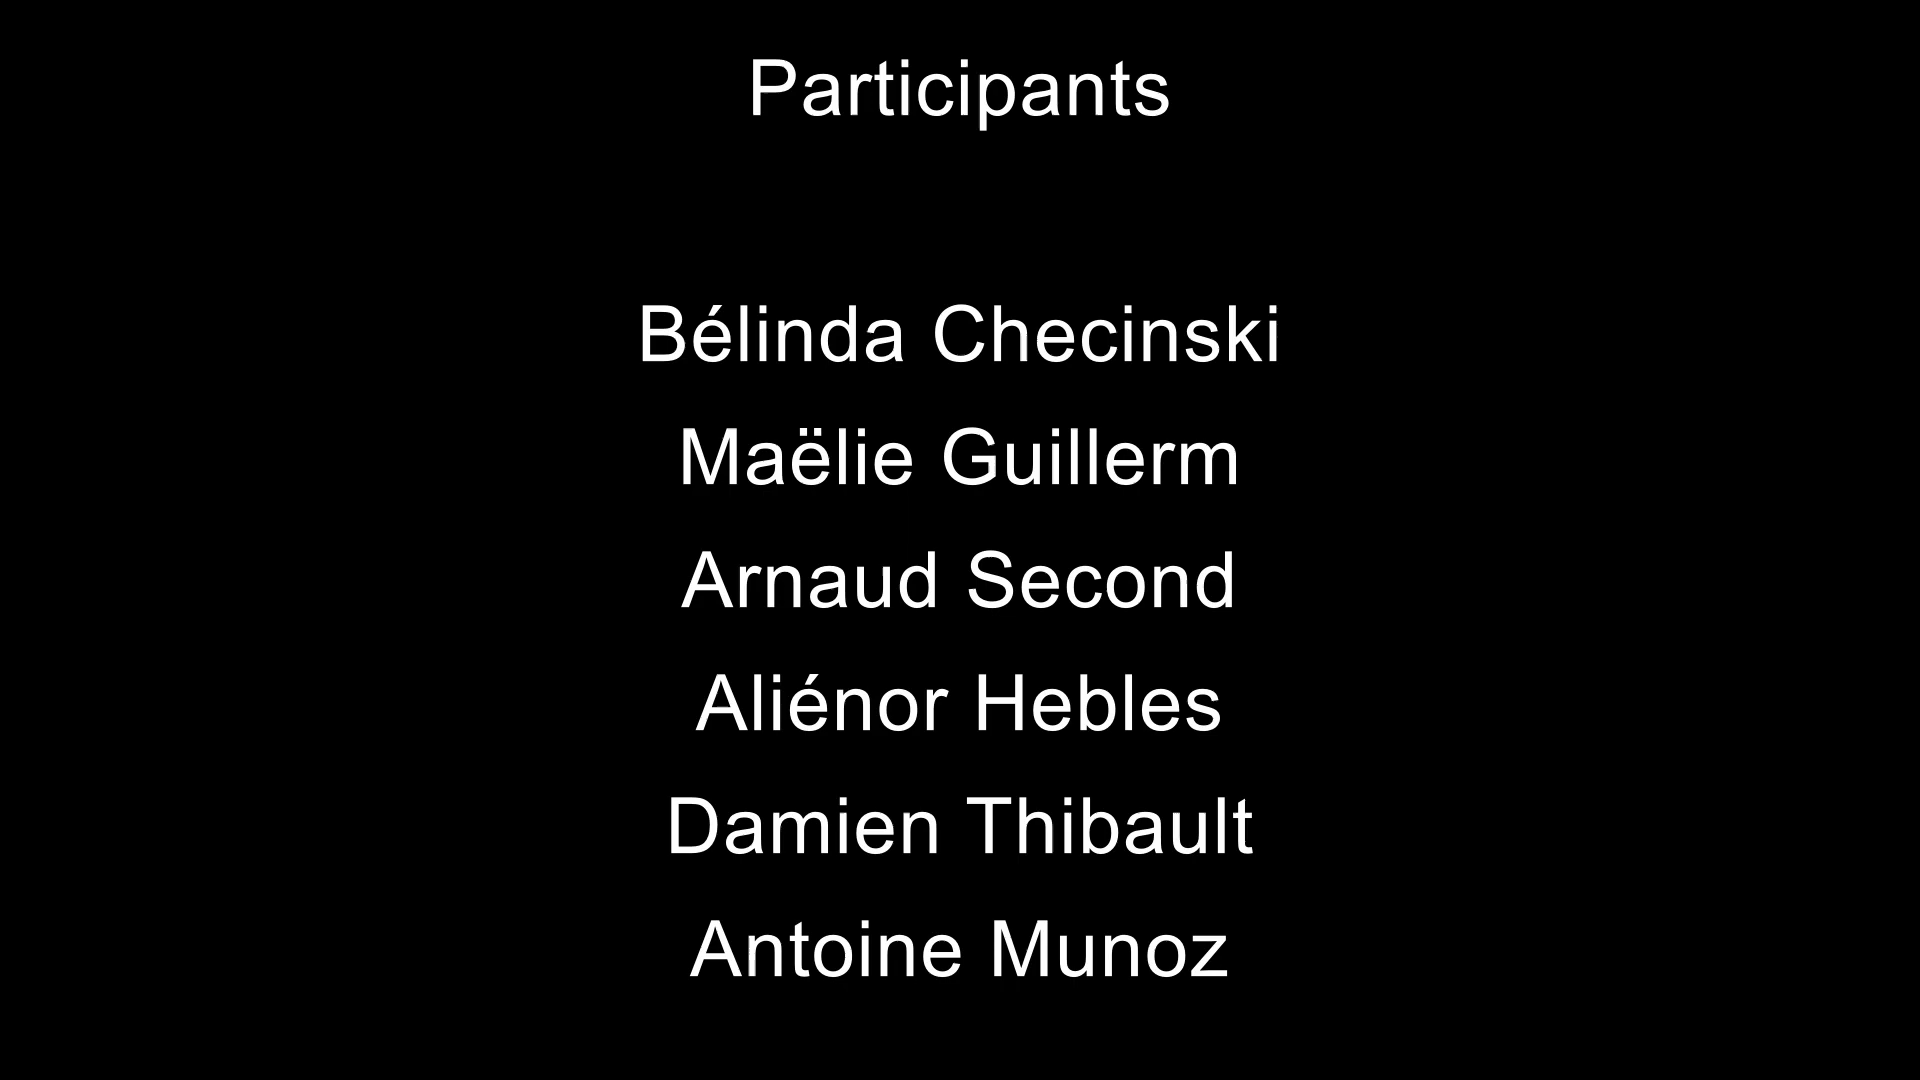 Participants
Bélinda Checinski
Maëlie Guillerm
Arnaud Second
Aliénor Hebles
Damien Thibault
Antoine Munoz